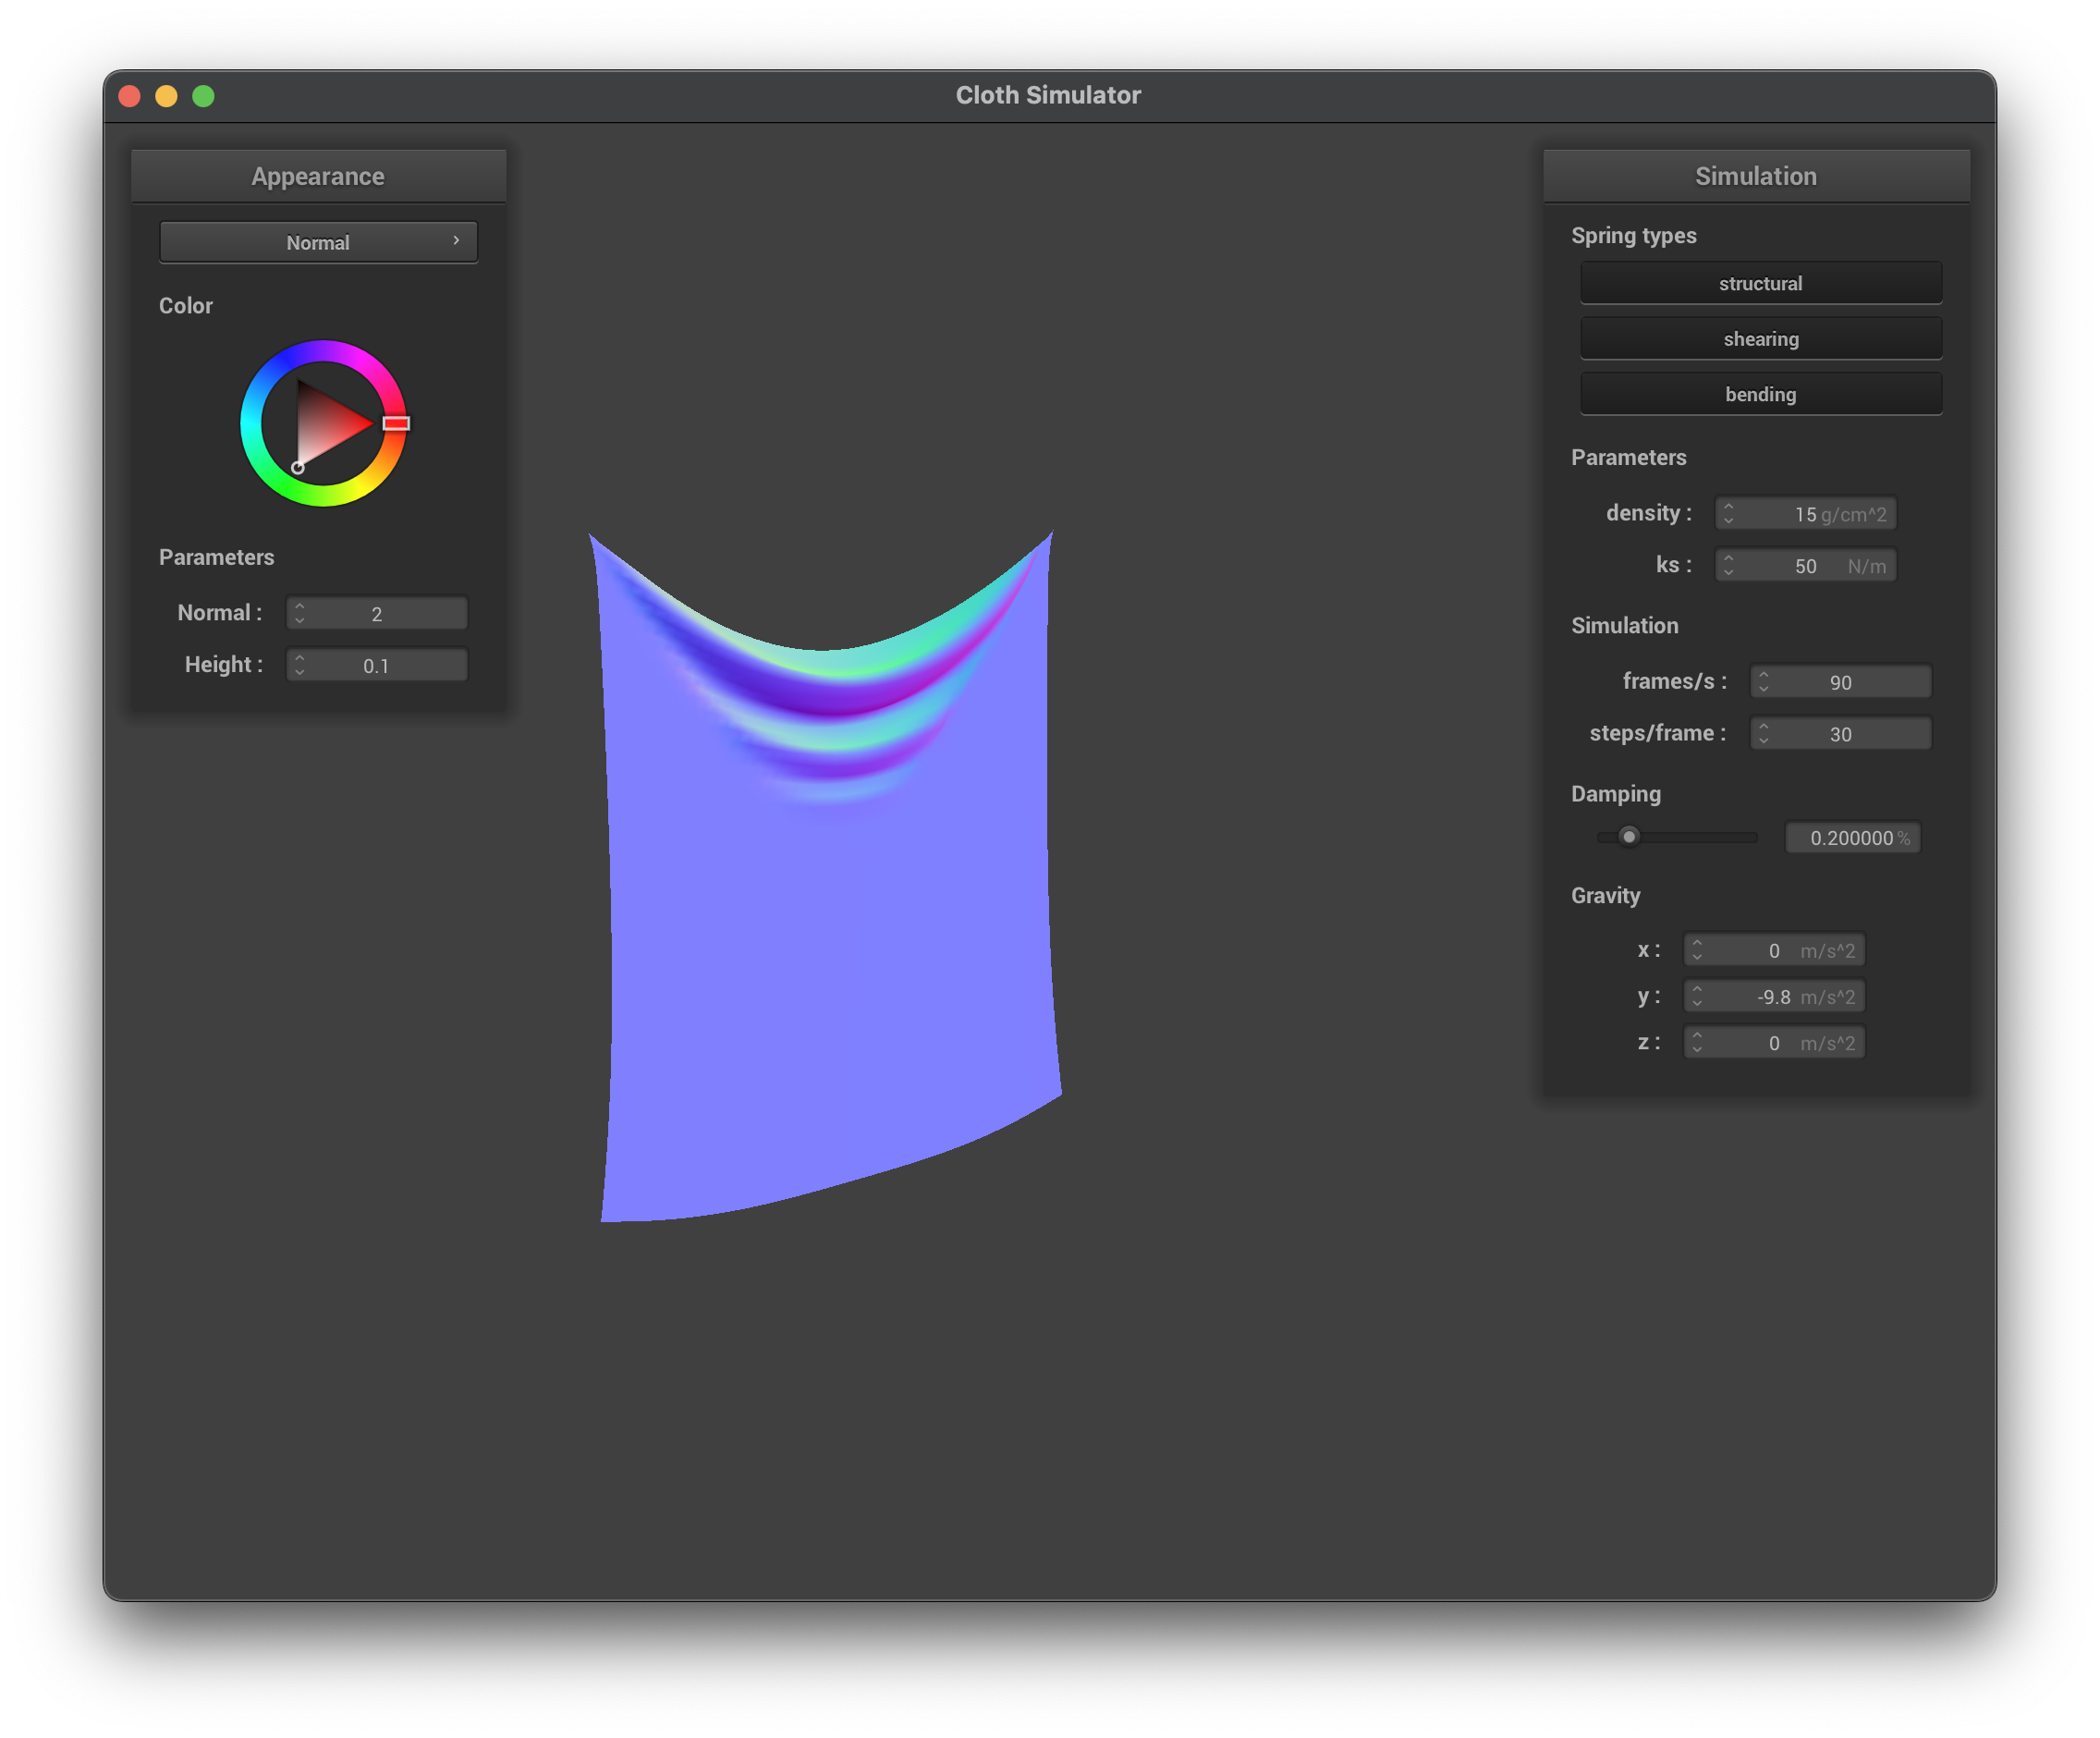 Cloth Simulator
Appearance
Normal
Color
Parameters
Normal : 2
Height : 0.1
Simulation
Spring types
structural
shearing
bending
Parameters
density : 15 g/cm^2
ks : 50 N/m
Simulation
frames/s : 90
steps/frame : 30
Damping
0.200000 %
Gravity
x : 0 m/s^2
y : -9.8 m/s^2
z : 0 m/s^2